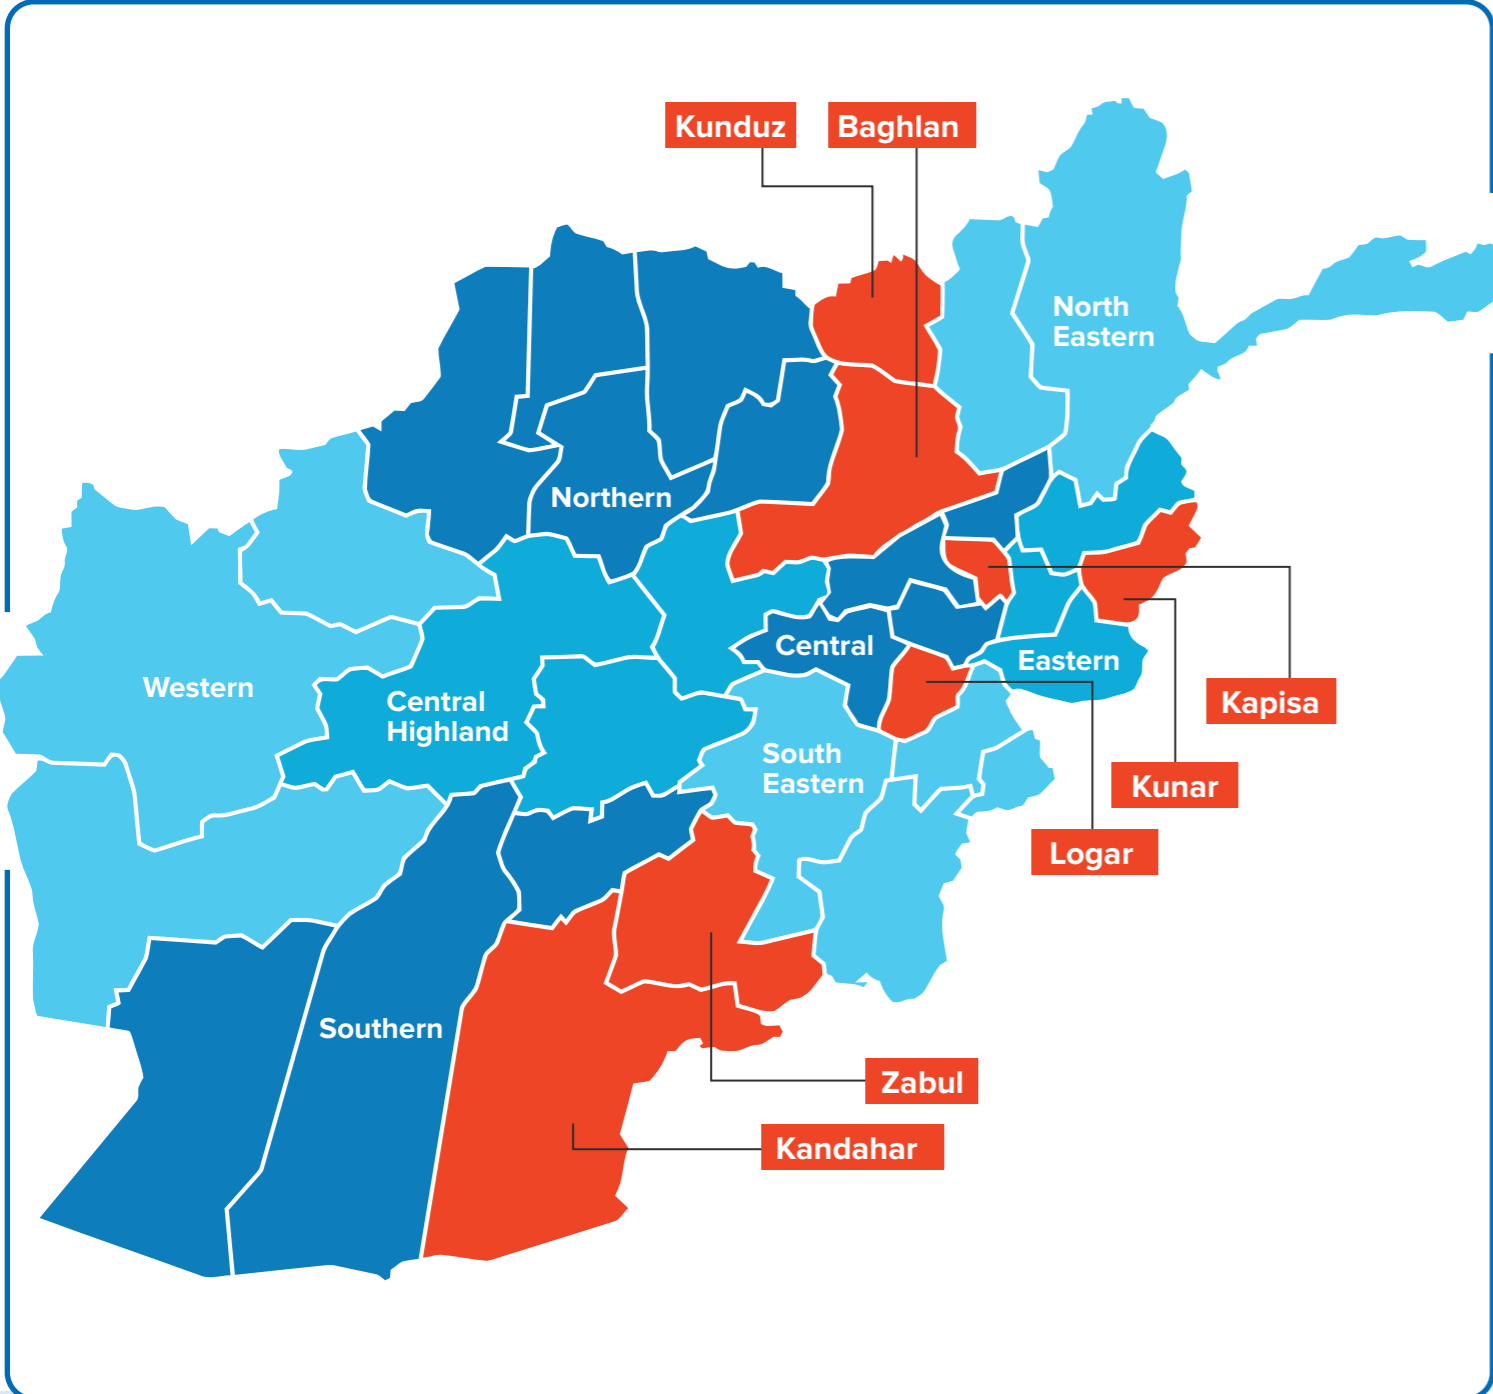 Kunduz
Baghlan
North
Eastern
Northern
Central
Eastern
Western
Central
Highland
Kapisa
South
Eastern
Kunar
Logar
Southern
Zabul
Kandahar